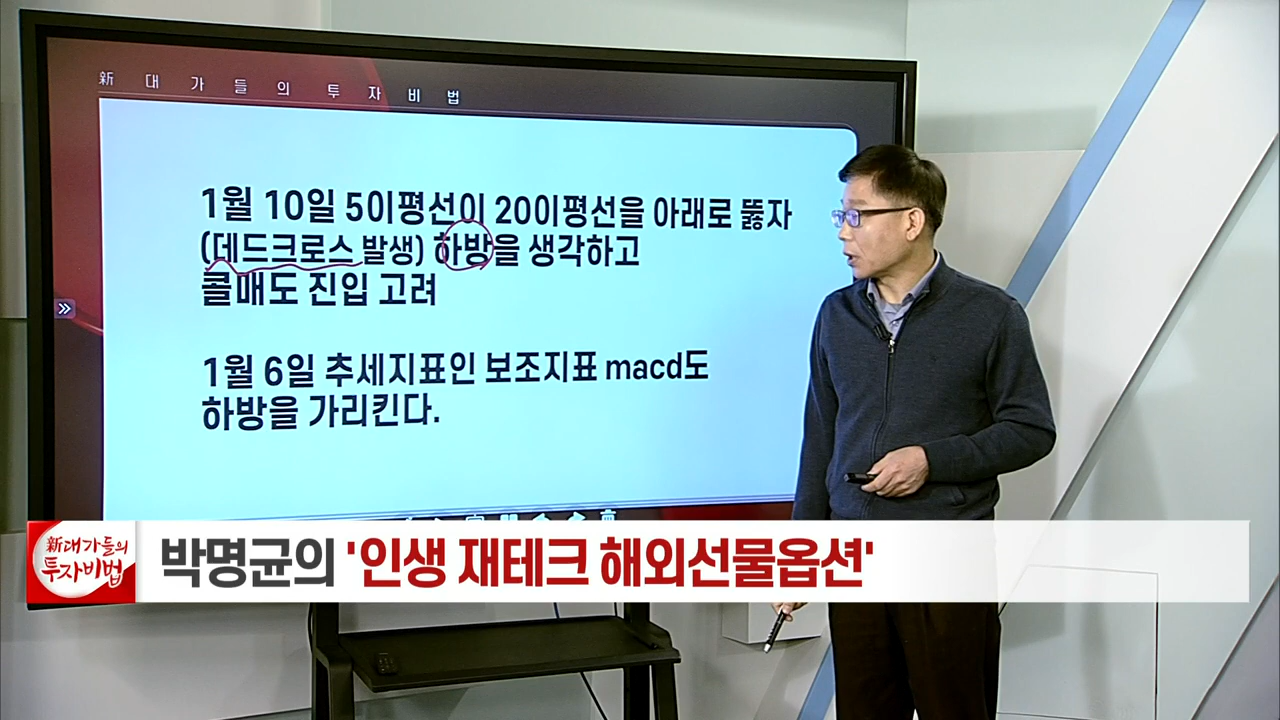 新 대가들의 투자비법
1월 10일 5이평선이 20이평선을 아래로 뚫자
(데드크로스 발생) 하방을 생각하고
콜매도 진입 고려
1월 6일 추세지표인 보조지표 macd도
하방을 가리킨다.
新대가들의
투자비법
박명균의 '인생 재테크 해외선물옵션'